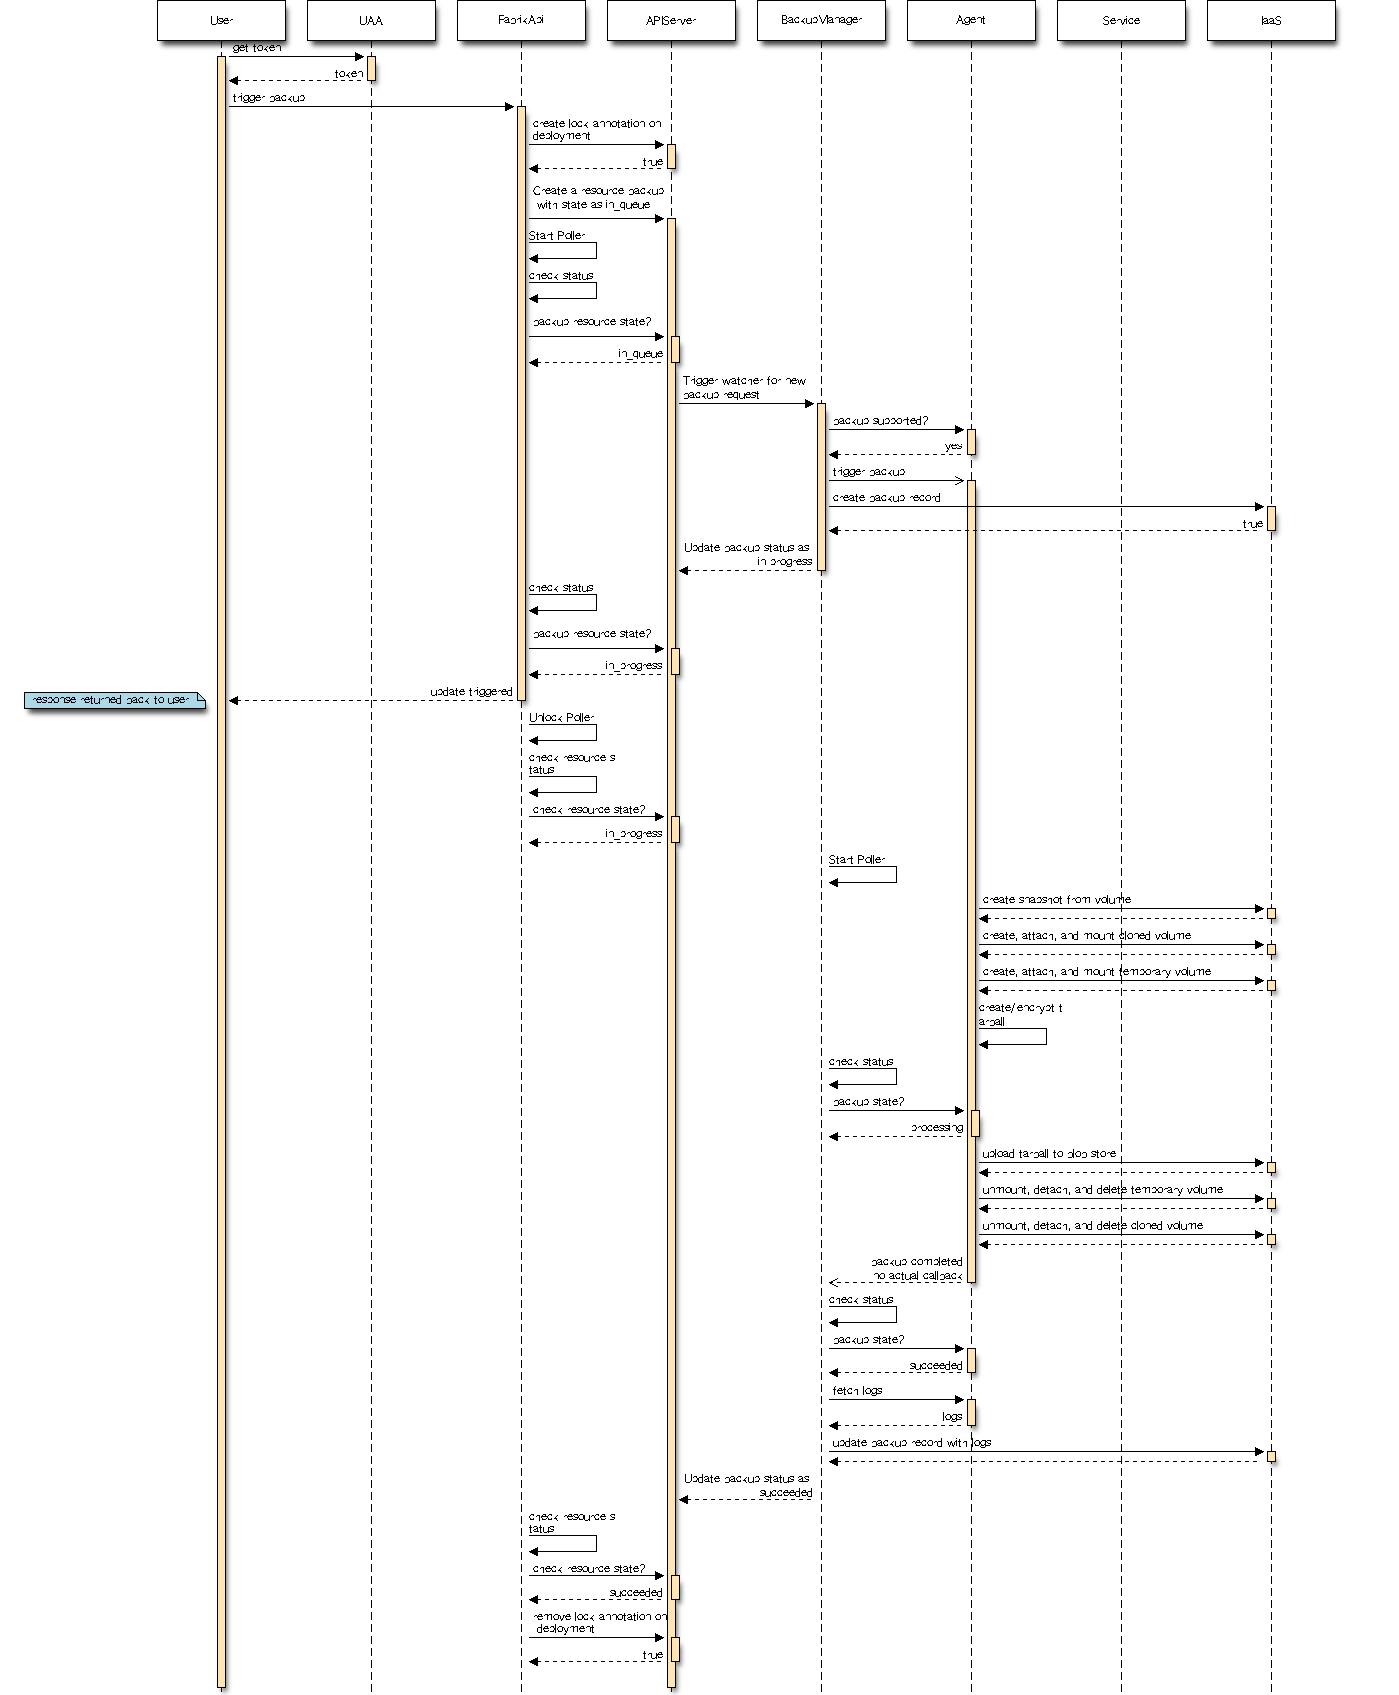 User
UAA
FabrikApi
APIServer
BackupManager
Agent
Service
IaaS
get token
token
trigger backup
create lock annotation on
deployment
true
Create a resource backup
with state as in_queue
Start Poller
check status
backup resource state?
in_queue
Trigger watcher for new
backup request
backup supported?
yes
trigger backup
create backup record
true
Update backup status as
in progress
check status
backup resource state?
in_progress
update triggered
response returned back to user
Unlock Poller
check resource s
tatus
check resource state?
in_progress
Start Poller
create snapshot from volume
create, attach, and mount cloned volume
create, attach, and mount temporary volume
create/encrypt t
arball
check status
backup state?
processing
upload tarball to blob store
unmount, detach, and delete temporary volume
unmount, detach, and delete cloned volume
backup completed
no actual callback
check status
backup state?
succeeded
fetch logs
logs
update backup record with logs
Update backup status as
succeeded
check resource s
tatus
check resource state?
succeeded
remove lock annotation on
deployment
true